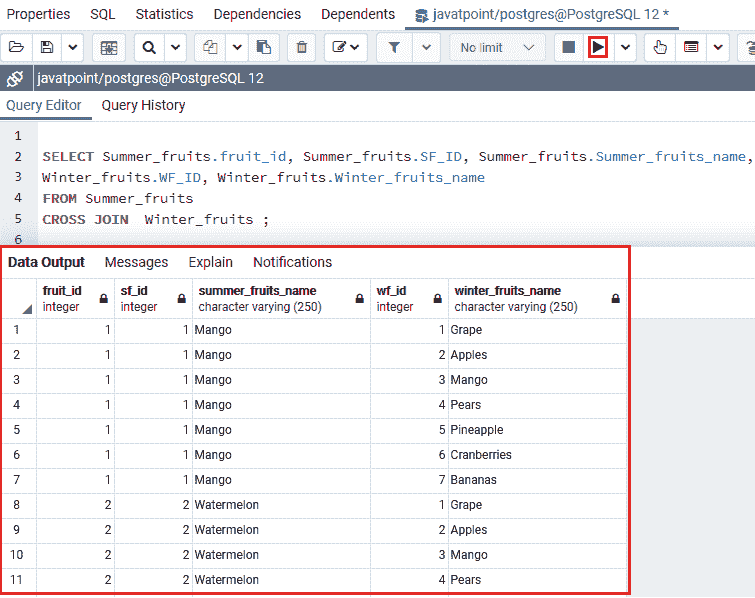 Properties SQL Statistics Dependencies Dependents javatpoint/postgres@PostgreSQL 12 *
No limit
javatpoint/postgres@PostgreSQL 12
Query Editor Query History
1
2 SELECT Summer_fruits.fruit_id, Summer_fruits.SF_ID, Summer_fruits.Summer_fruits_name,
3 Winter_fruits.WF_ID, Winter_fruits.Winter_fruits_name
4 FROM Summer_fruits
5 CROSS JOIN Winter_fruits ;
6
Data Output Messages Explain Notifications
fruit_id sf_id summer_fruits_name wf_id winter_fruits_name
integer integer character varying (250) integer character varying (250)
1 1 1 Mango 1 Grape
2 1 1 Mango 2 Apples
3 1 1 Mango 3 Mango
4 1 1 Mango 4 Pears
5 1 1 Mango 5 Pineapple
6 1 1 Mango 6 Cranberries
7 1 1 Mango 7 Bananas
8 2 2 Watermelon 1 Grape
9 2 2 Watermelon 2 Apples
10 2 2 Watermelon 3 Mango
11 2 2 Watermelon 4 Pears